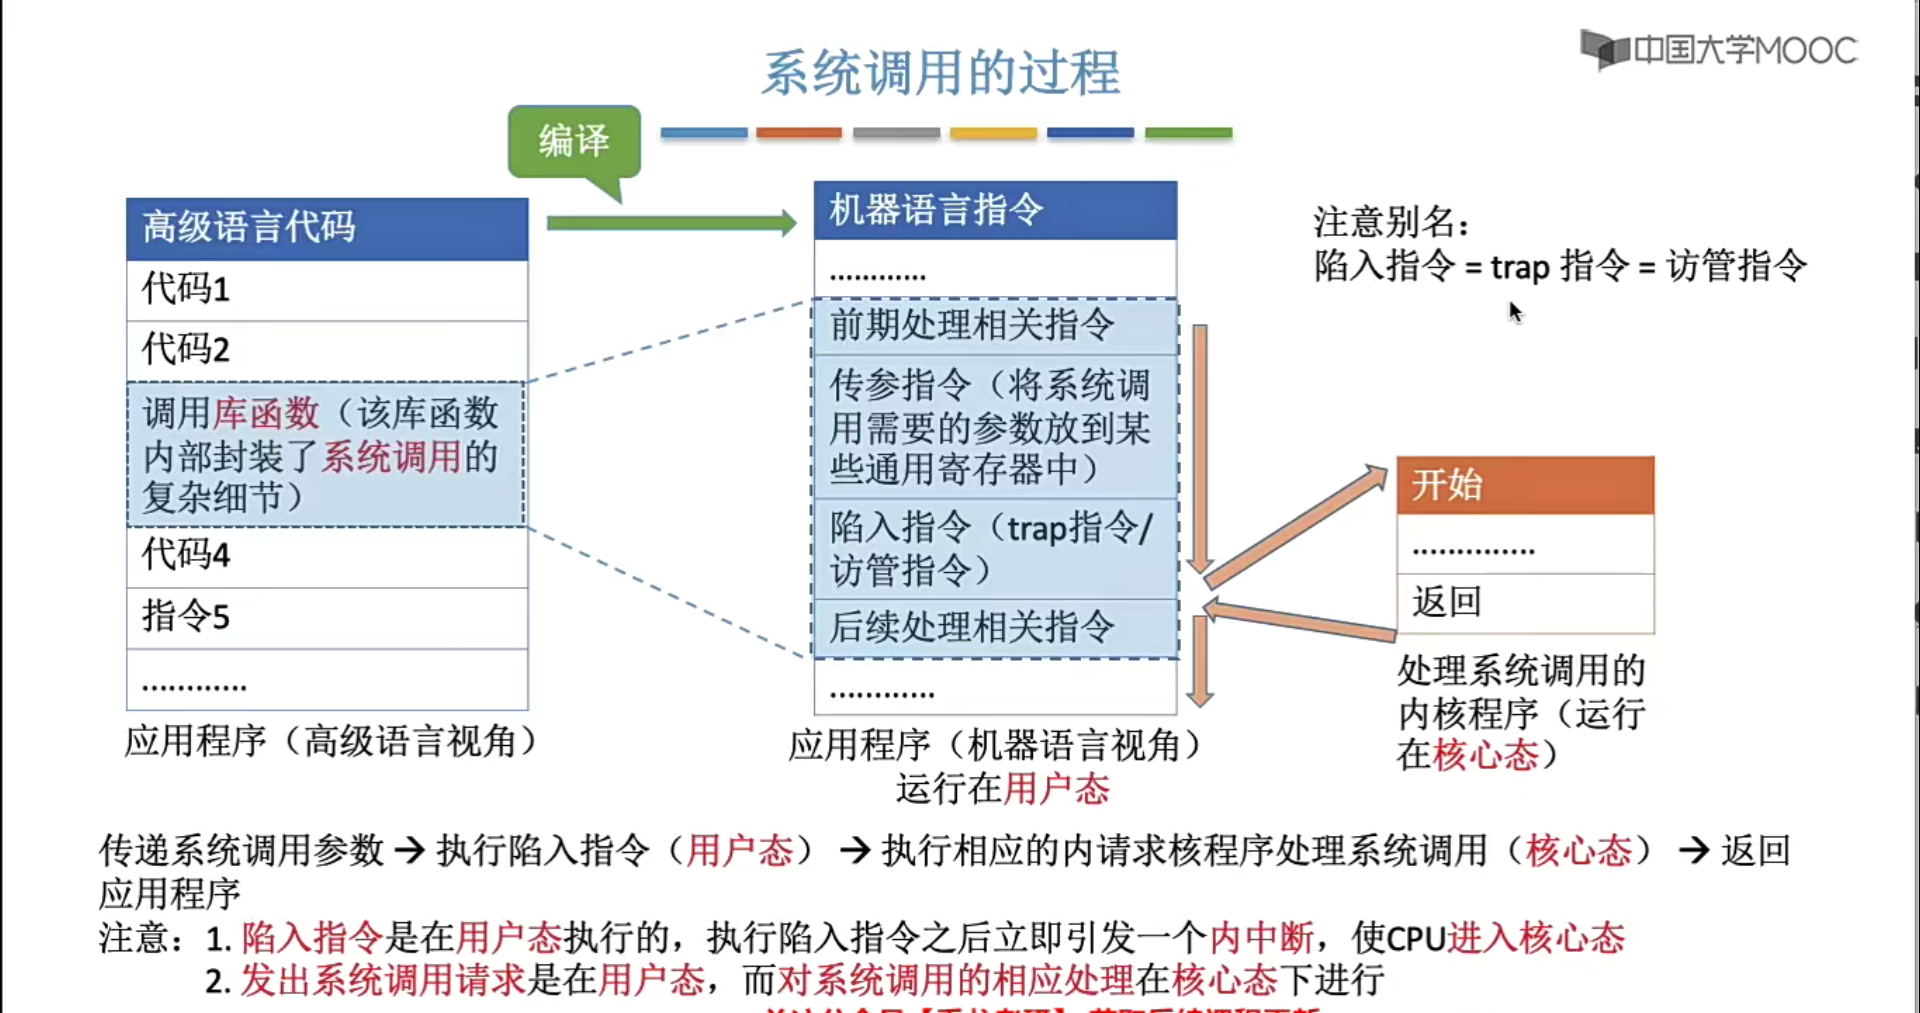 中国大学MOOC
系统调用的过程
编译
高级语言代码
代码1
代码2
调用库函数（该库函数
内部封装了系统调用的
复杂细节）
代码4
指令5
…………
应用程序（高级语言视角）
机器语言指令
…………
前期处理相关指令
传参指令（将系统调
用需要的参数放到某
些通用寄存器中）
陷入指令（trap指令/
访管指令）
后续处理相关指令
…………
应用程序（机器语言视角）
运行在用户态
注意别名：
陷入指令 = trap 指令 = 访管指令
开始
…………..
返回
处理系统调用的
内核程序（运行
在核心态）
传递系统调用参数 → 执行陷入指令（用户态） → 执行相应的内请求核程序处理系统调用（核心态） → 返回
应用程序
注意：1. 陷入指令是在用户态执行的，执行陷入指令之后立即引发一个内中断，使CPU进入核心态
2. 发出系统调用请求是在用户态，而对系统调用的相应处理在核心态下进行